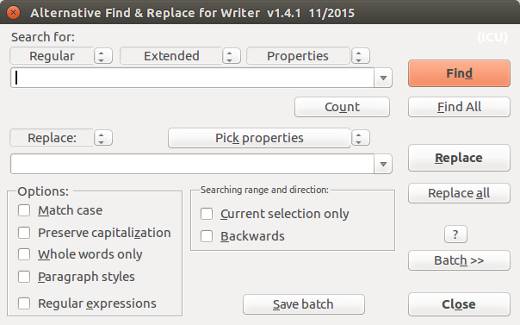 Alternative Find & Replace for Writer v1.4.1 11/2015
Search for:
(ICU)
Regular
Extended
Properties
Find
Count
Find All
Replace:
Pick properties
Replace
Options:
Match case
Preserve capitalization
Whole words only
Paragraph styles
Regular expressions
Searching range and direction:
Current selection only
Backwards
Replace all
?
Batch >>
Save batch
Close